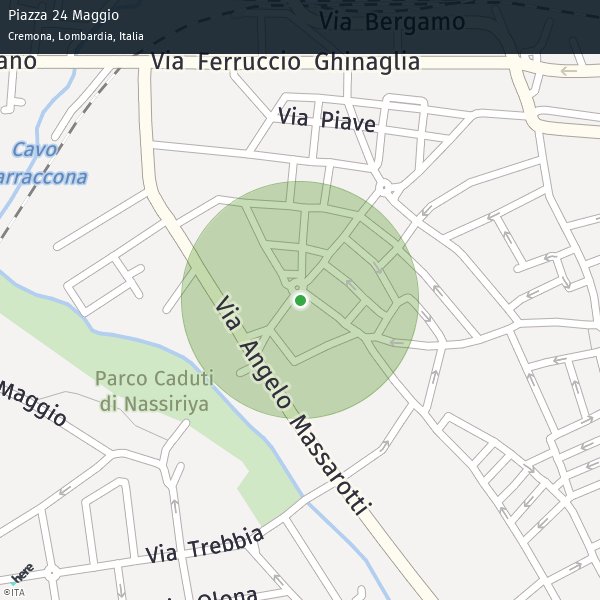 Piazza 24 Maggio
Via Bergamo
Cremona, Lombardia, Italia
ano
Via Ferruccio Ghinaglia
Via Piave
Cavo
arraccona
Via Angelo Massarotti
Parco Caduti
di Nassiriya
Maggio
Via Trebbia
Olona
here
©ITA